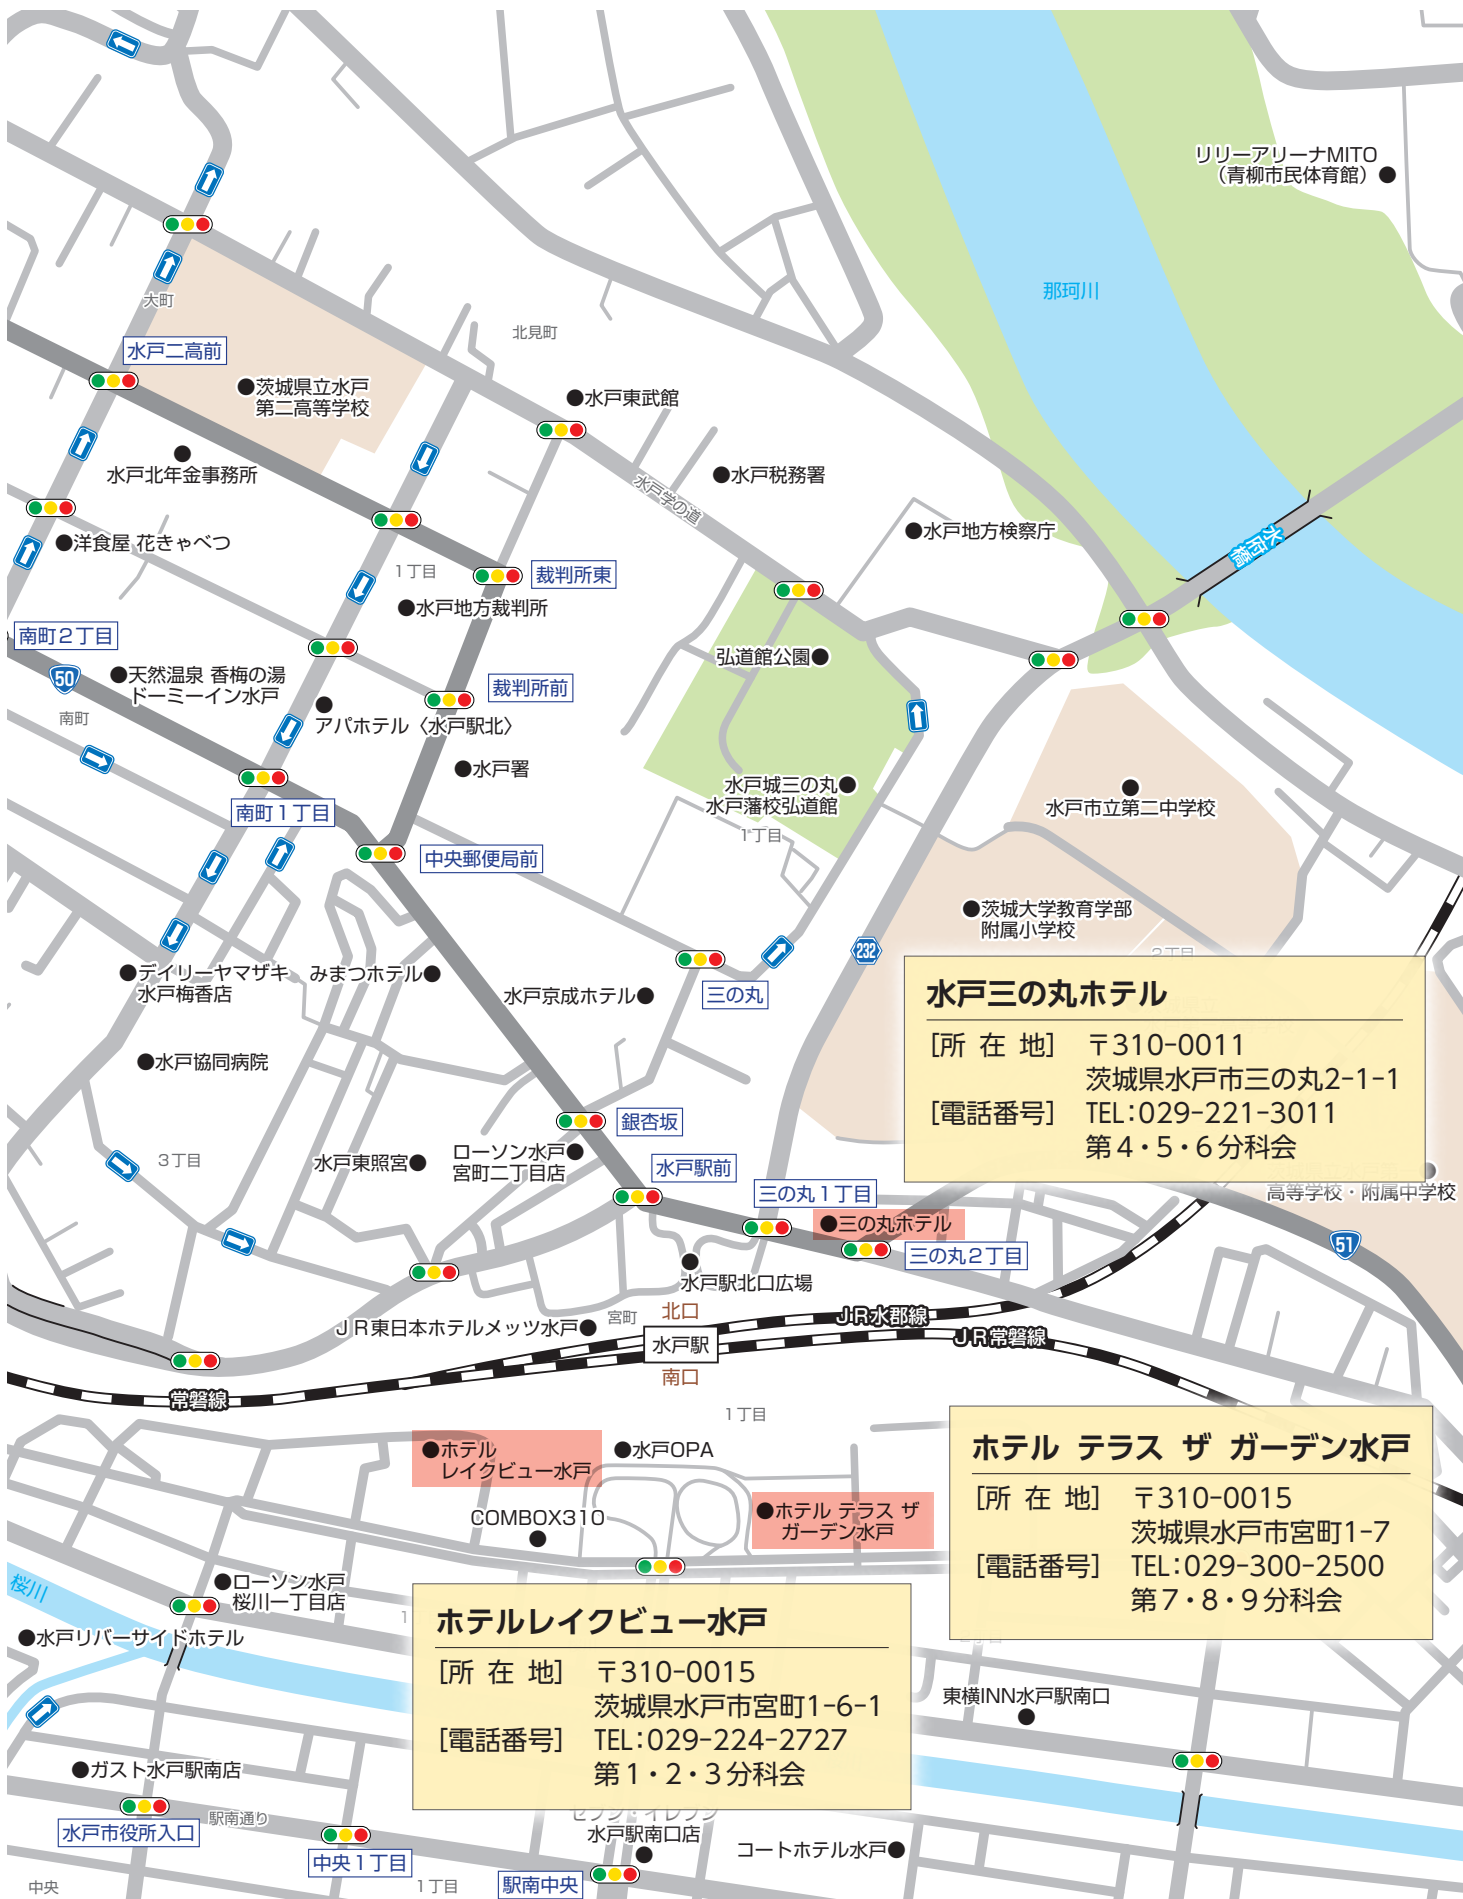 リリーアリーナMITO
（青柳市民体育館）
那珂川
大町
北見町
水戸二高前
茨城県立水戸
第二高等学校
水戸東武館
水戸北年金事務所
水戸税務署
水戸学の道
水戸地方検察庁
水府橋
洋食屋 花きゃべつ
1丁目
裁判所東
水戸地方裁判所
南町2丁目
50
天然温泉 香梅の湯
ドーミーイン水戸
弘道館公園
裁判所前
南町
アパホテル〈水戸駅北〉
水戸署
水戸城三の丸
水戸藩校弘道館
1丁目
水戸市立第二中学校
南町1丁目
中央郵便局前
茨城大学教育学部
附属小学校
232
2丁目
デイリーヤマザキ
水戸梅香店
みまつホテル
水戸京成ホテル
三の丸
水戸三の丸ホテル
［所 在 地］ 〒310-0011
茨城県水戸市三の丸2-1-1
［電話番号］ TEL：029-221-3011
第4・5・6分科会
水戸協同病院
銀杏坂
3丁目
水戸東照宮
ローソン水戸
宮町二丁目店
水戸駅前
三の丸1丁目
高等学校・附属中学校
三の丸ホテル
三の丸2丁目
51
水戸駅北口広場
宮町
北口
JR水郡線
JR東日本ホテルメッツ水戸
水戸駅
JR常磐線
南口
常磐線
1丁目
ホテル
レイクビュー水戸
水戸OPA
COMBOX310
ホテル テラス ザ
ガーデン水戸
ホテル テラス ザ ガーデン水戸
［所 在 地］ 〒310-0015
茨城県水戸市宮町1-7
［電話番号］ TEL：029-300-2500
第7・8・9分科会
桜川
ローソン水戸
桜川一丁目店
水戸リバーサイドホテル
1
ホテルレイクビュー水戸
［所 在 地］ 〒310-0015
茨城県水戸市宮町1-6-1
［電話番号］ TEL：029-224-2727
第1・2・3分科会
東横INN水戸駅南口
ガスト水戸駅南店
水戸市役所入口
駅南通り
セブン・イレブン
水戸駅南口店
コートホテル水戸
中央1丁目
中央
1丁目
駅南中央